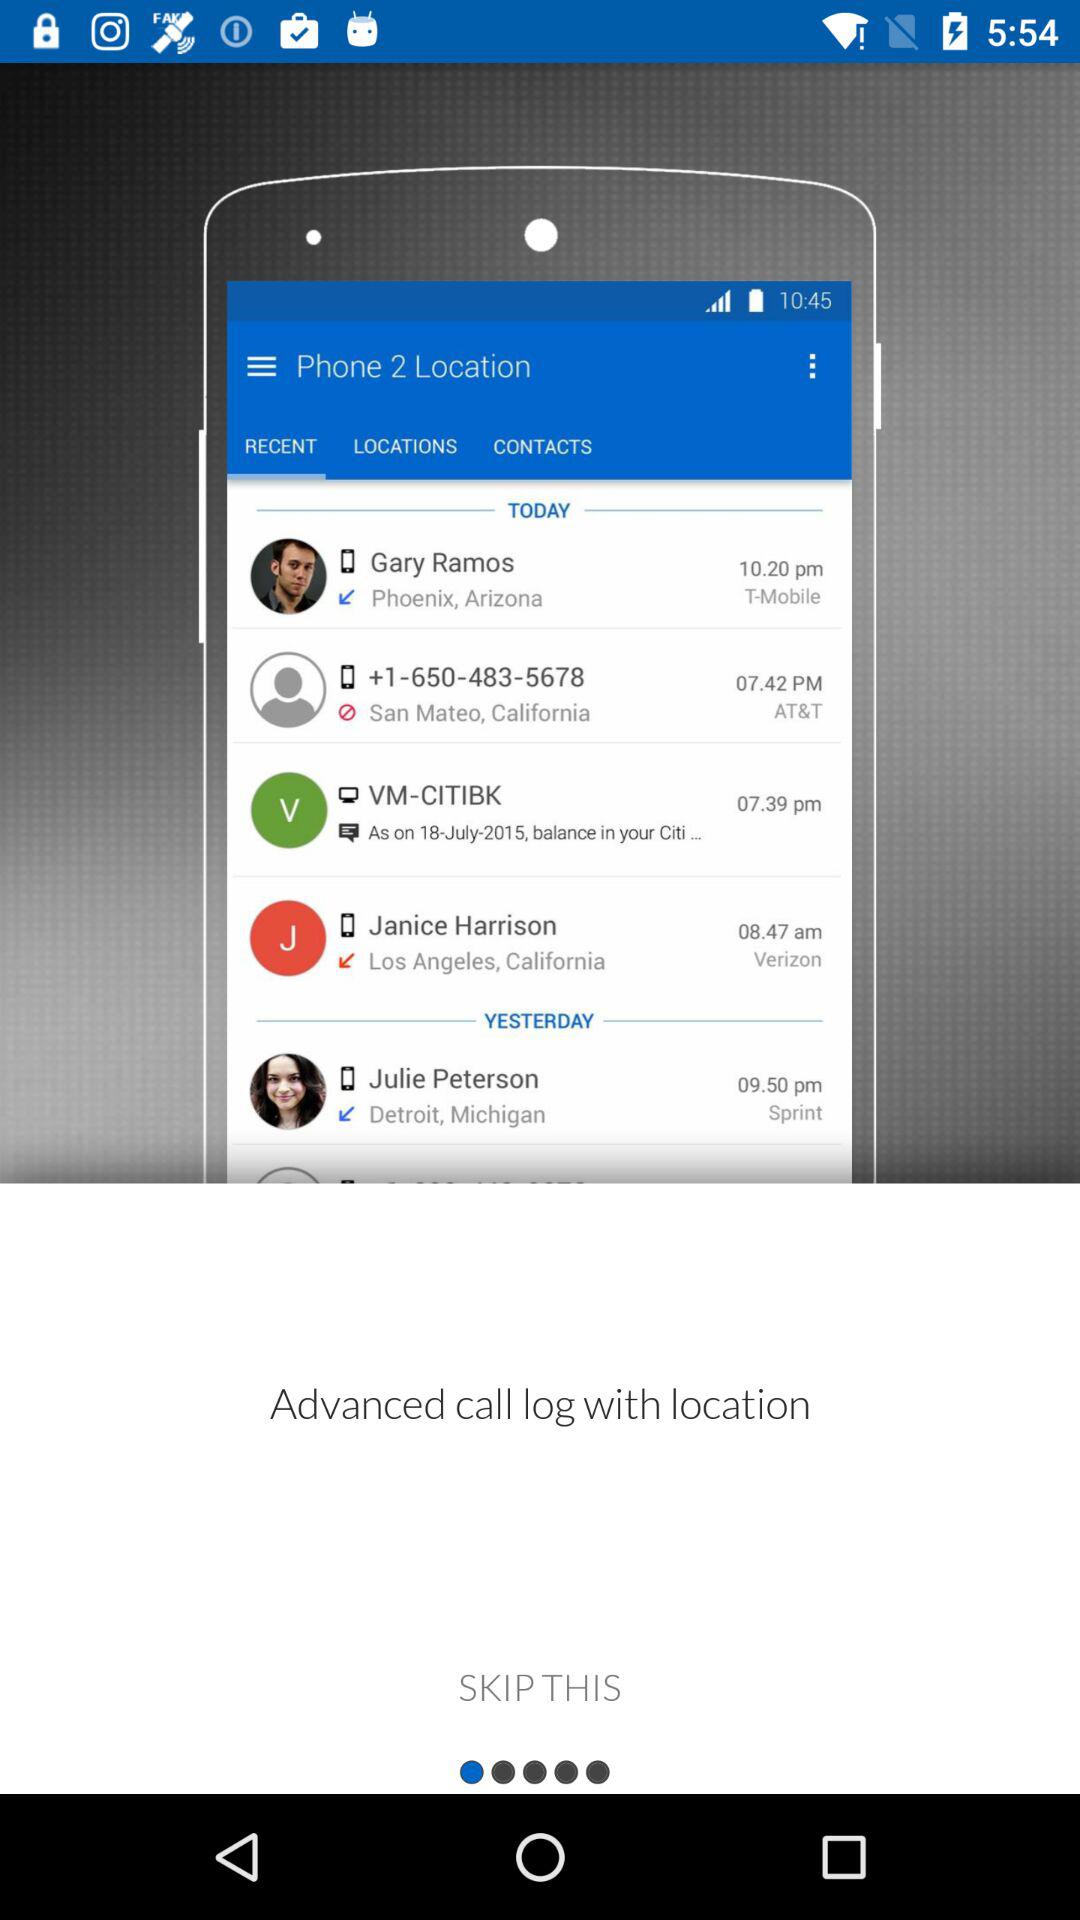 FAKE
5:54
10:45
Phone 2 Location
RECENT LOCATIONS CONTACTS
TODAY
Gary Ramos 10.20 pm
Phoenix, Arizona T-Mobile
+1-650-483-5678 07.42 PM
San Mateo, California AT&T
V VM-CITIBK 07.39 pm
As on 18-July-2015, balance in your Citi ...
J Janice Harrison 08.47 am
Los Angeles, California Verizon
YESTERDAY
Julie Peterson 09.50 pm
Detroit, Michigan Sprint
Advanced call log with location
SKIP THIS